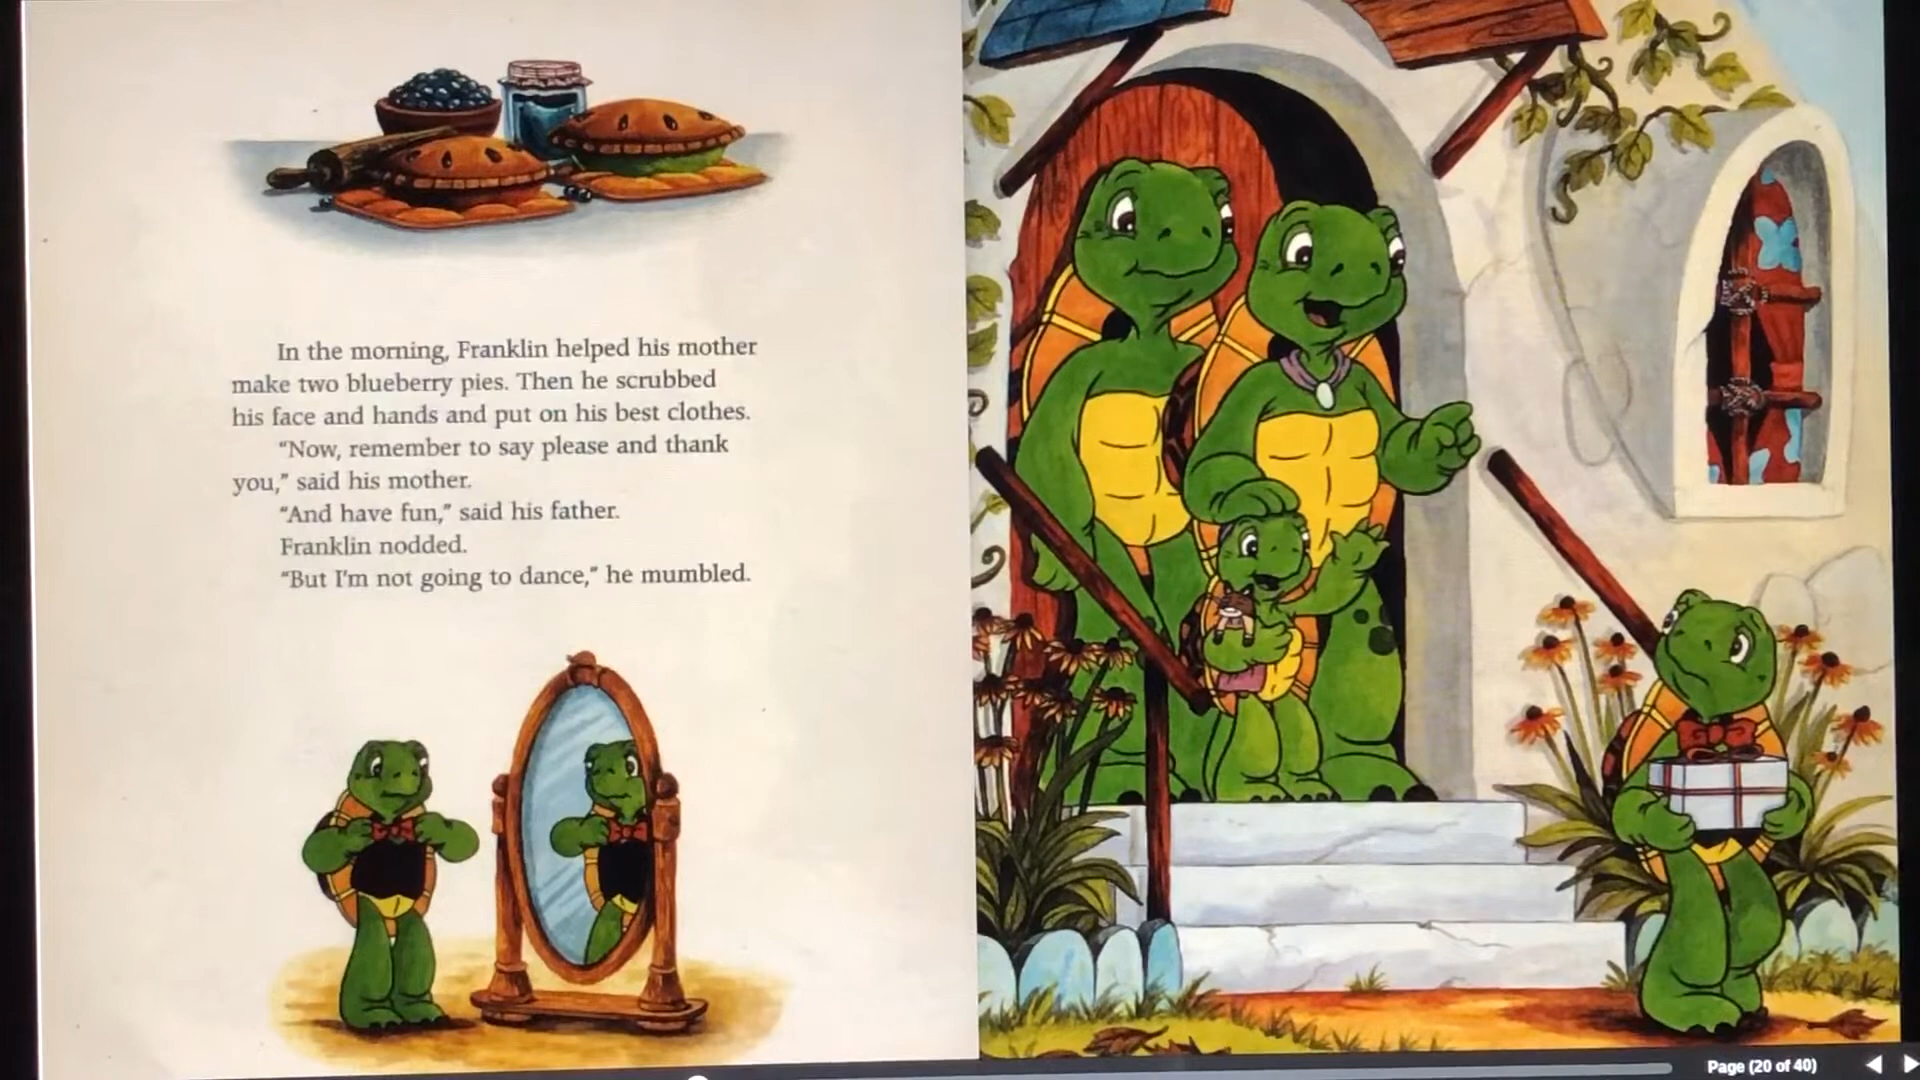 In the morning, Franklin helped his mother
make two blueberry pies. Then he scrubbed
his face and hands and put on his best clothes.
“Now, remember to say please and thank
you,” said his mother.
“And have fun,” said his father.
Franklin nodded.
“But I’m not going to dance,” he mumbled.
Page (20 of 40)